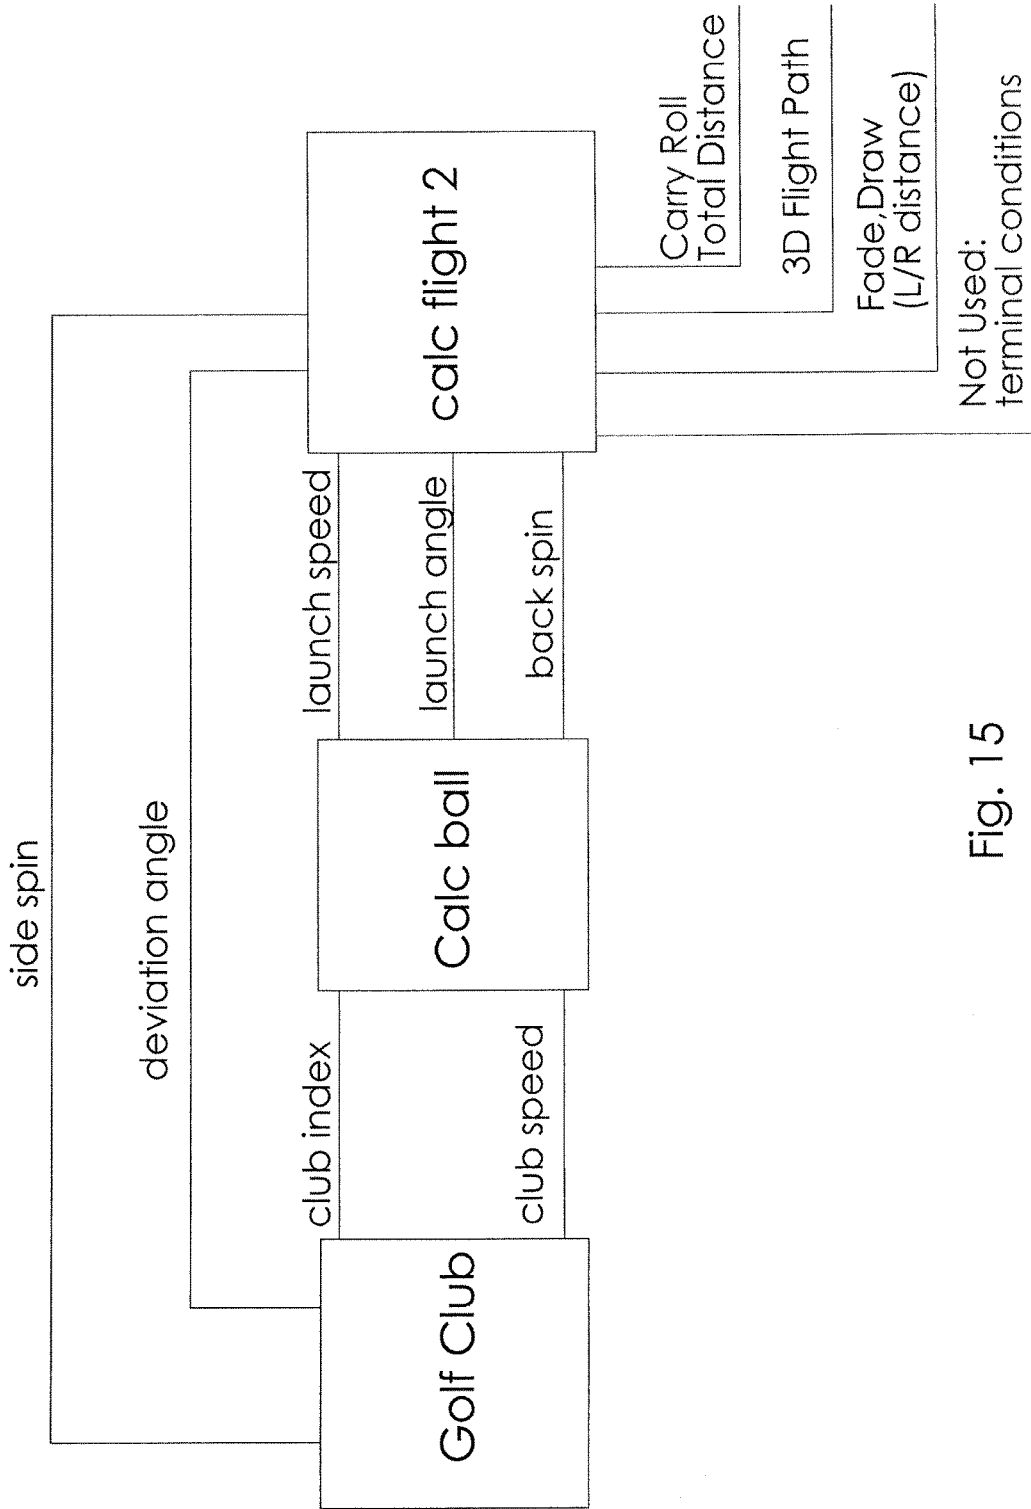 side spin
deviation angle
Golf Club
club index
club speed
Calc ball
launch speed
launch angle
back spin
calc flight 2
Carry Roll
Total Distance
3D Flight Path
Fade,Draw
(L/R distance)
Not Used:
terminal conditions
Fig. 15